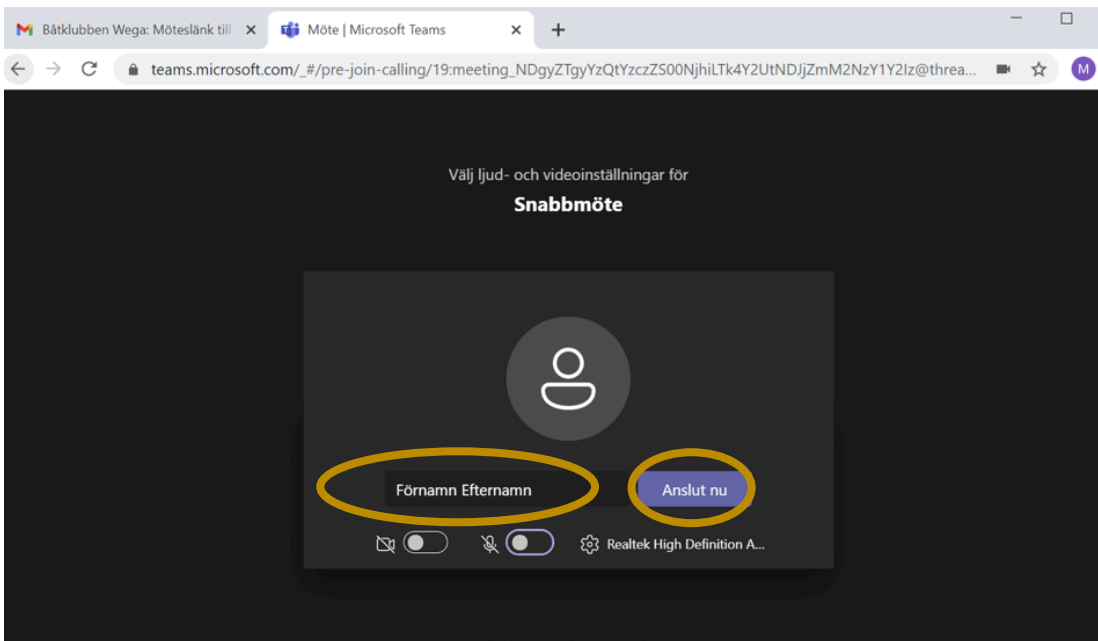 Båtklubben Wega: Möteslänk till
Möte | Microsoft Teams
teams.microsoft.com/_#/pre-join-calling/19:meeting_NDgyZTgyYzQtYzczZS00NjhiLTk4Y2UtNDJjZmM2NzY1Y2Iz@threa...
M
Välj ljud- och videoinställningar för
Snabbmöte
Förnamn Efternamn
Anslut nu
Realtek High Definition A...